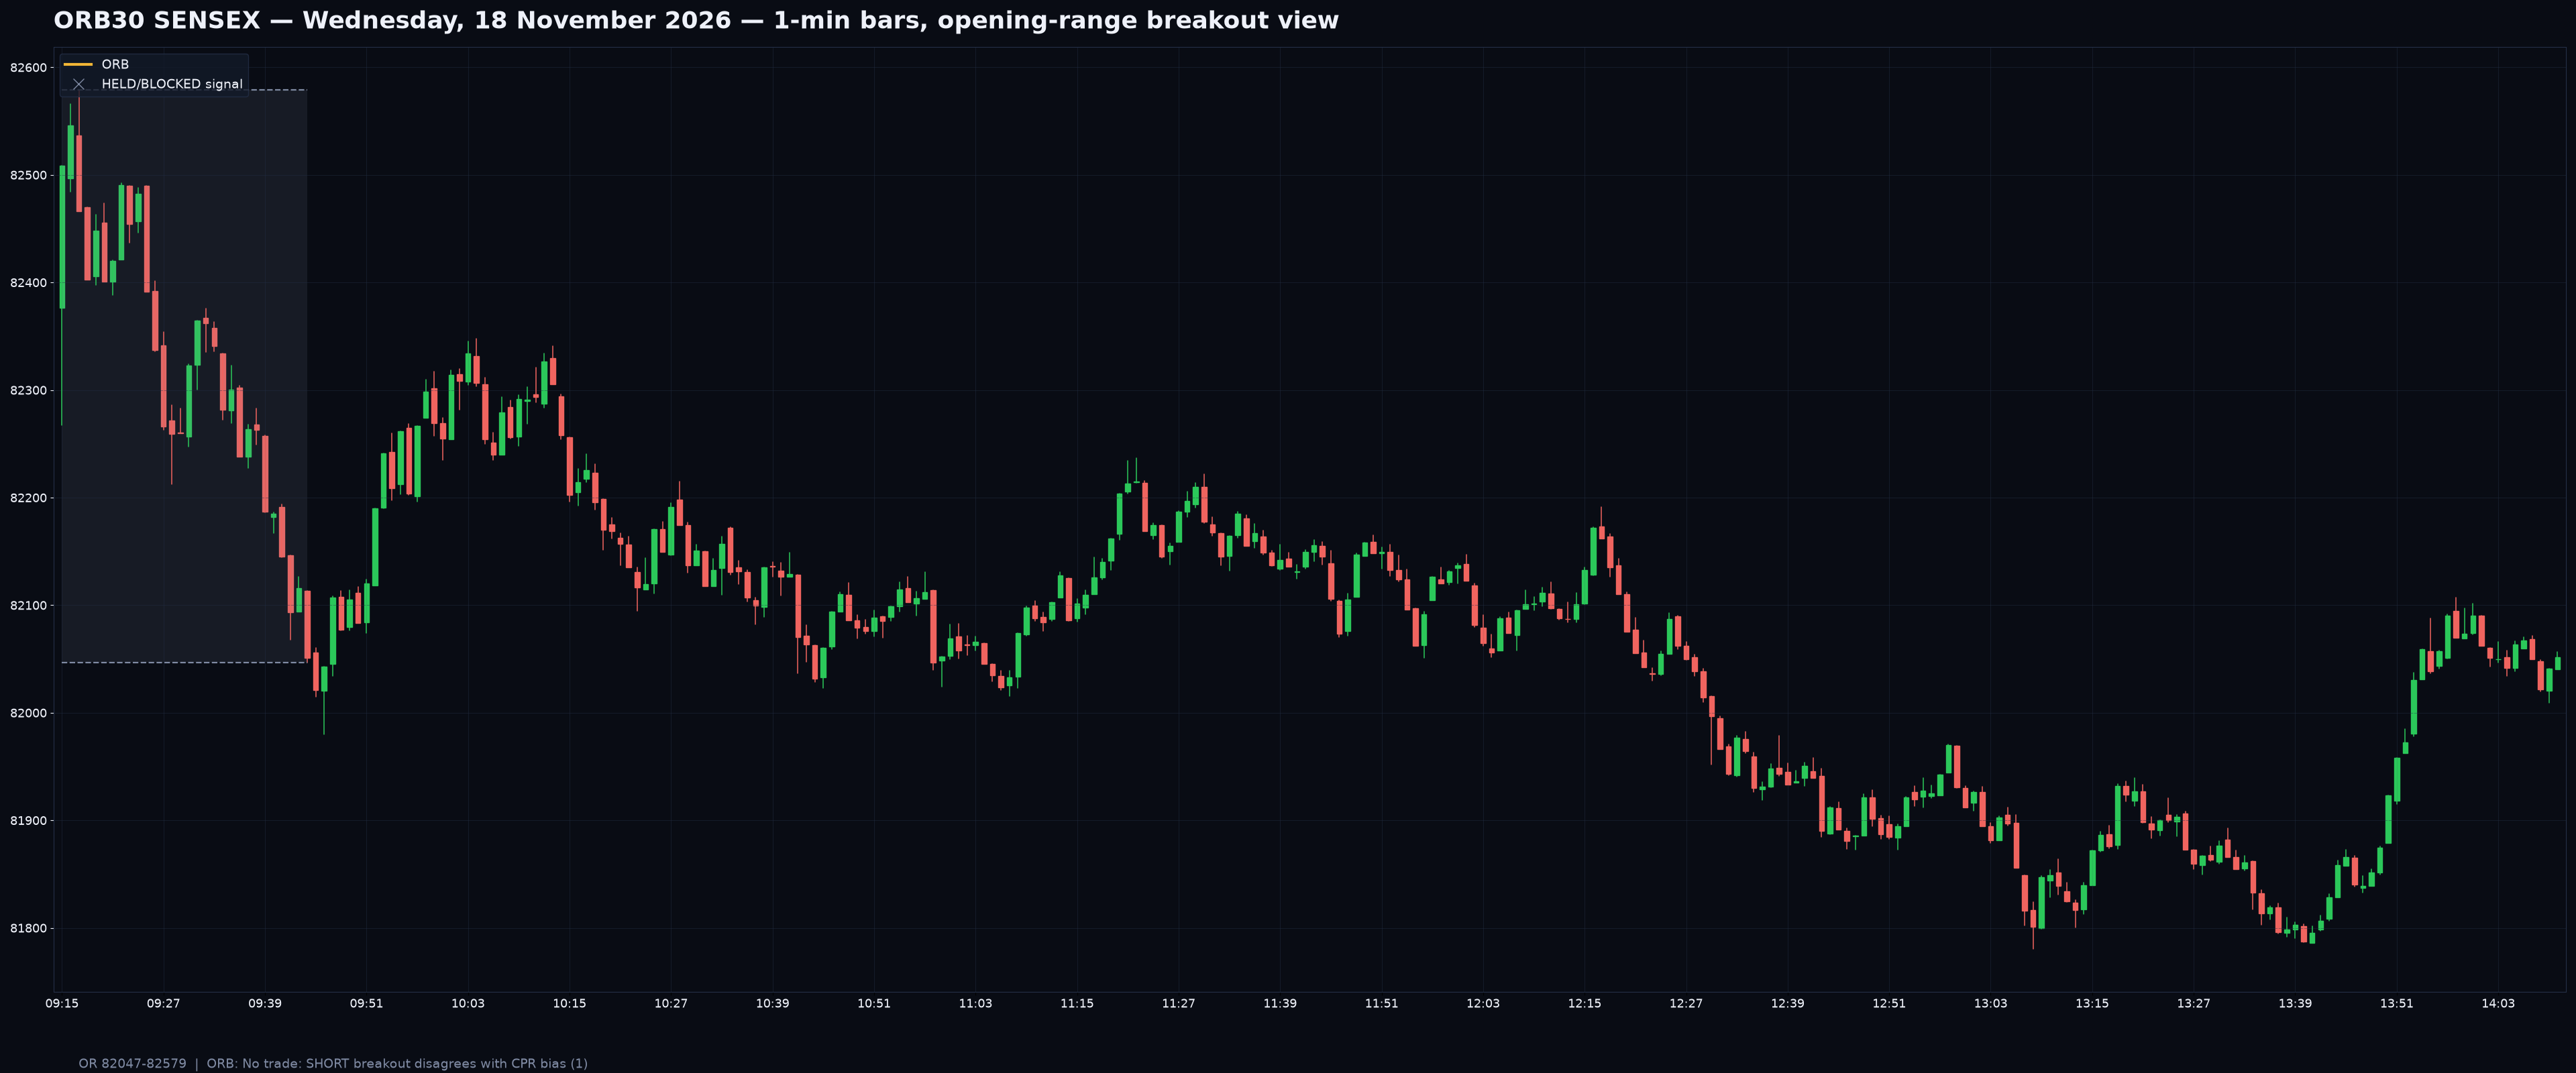 ORB30 SENSEX — Wednesday, 18 November 2026 — 1-min bars, opening-range breakout view
ORB
HELD/BLOCKED signal
82600
82500
82400
82300
82200
82100
82000
81900
81800
09:15 09:27 09:39 09:51 10:03 10:15 10:27 10:39 10:51 11:03 11:15 11:27 11:39 11:51 12:03 12:15 12:27 12:39 12:51 13:03 13:15 13:27 13:39 13:51 14:03
OR 82047-82579 | ORB: No trade: SHORT breakout disagrees with CPR bias (1)